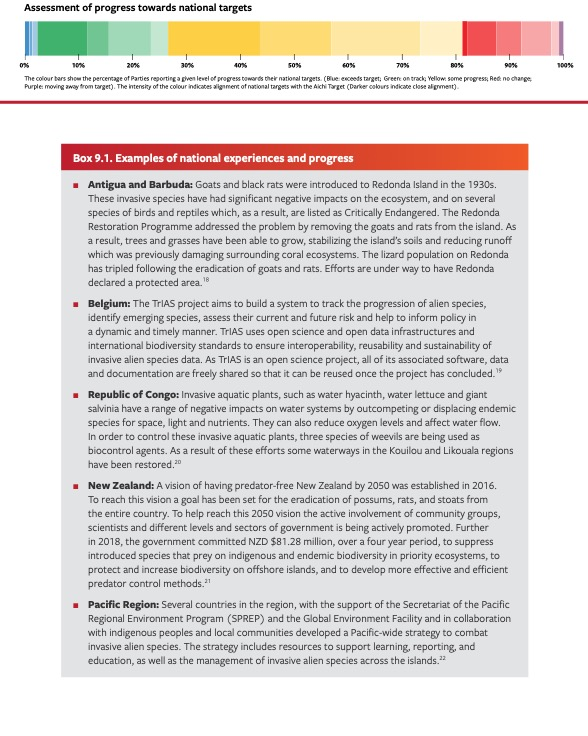 Assessment of progress towards national targets
0% 10% 20% 30% 40% 50% 60% 70% 80% 90% 100%
The colour bars show the percentage of Parties reporting a given level of progress towards their national targets. (Blue: exceeds target; Green: on track; Yellow: some progress; Red: no change;
Purple: moving away from target). The intensity of the colour indicates alignment of national targets with the Aichi Target (Darker colours indicate close alignment).
Box 9.1. Examples of national experiences and progress
■ Antigua and Barbuda: Goats and black rats were introduced to Redonda Island in the 1930s.
These invasive species have had significant negative impacts on the ecosystem, and on several
species of birds and reptiles which, as a result, are listed as Critically Endangered. The Redonda
Restoration Programme addressed the problem by removing the goats and rats from the island. As
a result, trees and grasses have been able to grow, stabilizing the island's soils and reducing runoff
which was previously damaging surrounding coral ecosystems. The lizard population on Redonda
has tripled following the eradication of goats and rats. Efforts are under way to have Redonda
declared a protected area.18
■ Belgium: The TrIAS project aims to build a system to track the progression of alien species,
identify emerging species, assess their current and future risk and help to inform policy in
a dynamic and timely manner. TrIAS uses open science and open data infrastructures and
international biodiversity standards to ensure interoperability, reusability and sustainability of
invasive alien species data. As TrIAS is an open science project, all of its associated software, data
and documentation are freely shared so that it can be reused once the project has concluded.19
■ Republic of Congo: Invasive aquatic plants, such as water hyacinth, water lettuce and giant
salvinia have a range of negative impacts on water systems by outcompeting or displacing endemic
species for space, light and nutrients. They can also reduce oxygen levels and affect water flow.
In order to control these invasive aquatic plants, three species of weevils are being used as
biocontrol agents. As a result of these efforts some waterways in the Kouilou and Likouala regions
have been restored.20
■ New Zealand: A vision of having predator-free New Zealand by 2050 was established in 2016.
To reach this vision a goal has been set for the eradication of possums, rats, and stoats from
the entire country. To help reach this 2050 vision the active involvement of community groups,
scientists and different levels and sectors of government is being actively promoted. Further
in 2018, the government committed NZD $81.28 million, over a four year period, to suppress
introduced species that prey on indigenous and endemic biodiversity in priority ecosystems, to
protect and increase biodiversity on offshore islands, and to develop more effective and efficient
predator control methods.21
■ Pacific Region: Several countries in the region, with the support of the Secretariat of the Pacific
Regional Environment Program (SPREP) and the Global Environment Facility and in collaboration
with indigenous peoples and local communities developed a Pacific-wide strategy to combat
invasive alien species. The strategy includes resources to support learning, reporting, and
education, as well as the management of invasive alien species across the islands.22